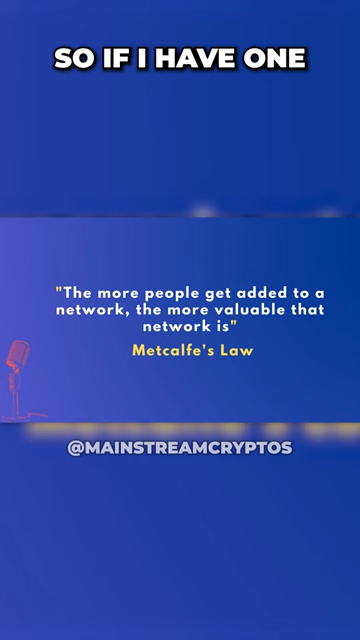 SO IF I HAVE ONE
"The more people get added to a
network, the more valuable that
network is"
Metcalfe's Law
@MAINSTREAMCRYPTOS